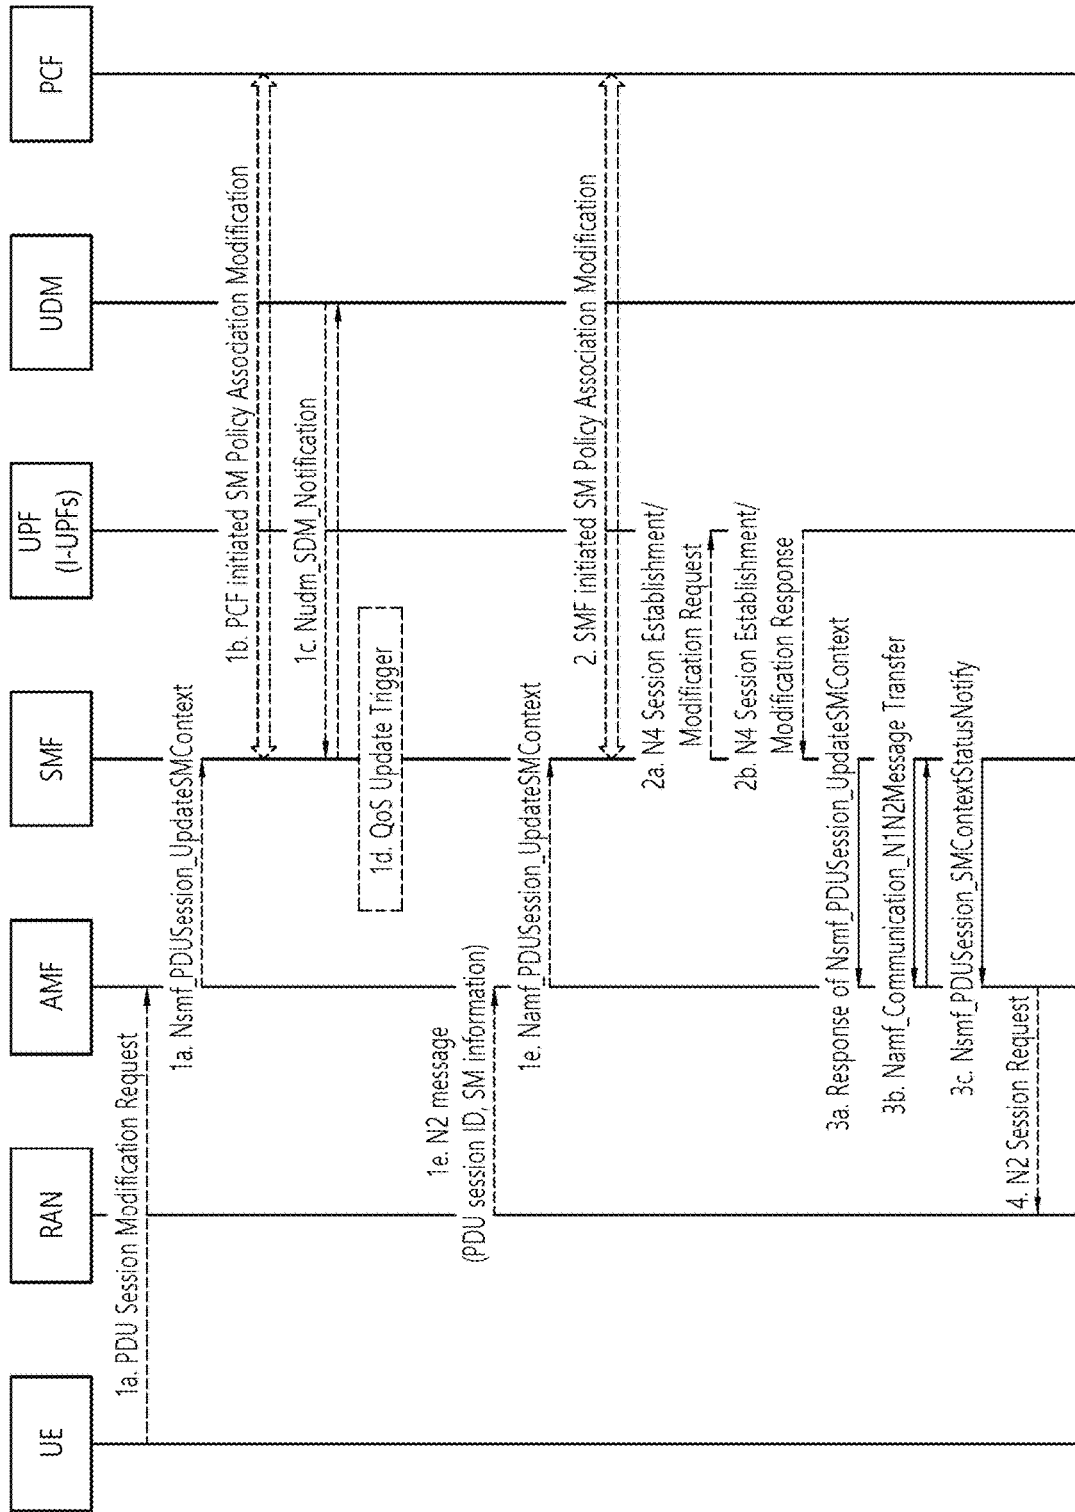 UE
RAN
AMF
SMF
UPF
(I-UPFs)
UDM
PCF
1a. PDU Session Modification Request
1a. Nsmf_PDUSession_UpdateSMContext
1b. PCF initiated SM Policy Association Modification
1c. Nudm_SDM_Notification
1d. QoS Update Trigger
1e. N2 message
(PDU session ID, SM information)
1e. Namf_PDUSession_UpdateSMContext
2. SMF initiated SM Policy Association Modification
2a. N4 Session Establishment/
Modification Request
2b. N4 Session Establishment/
Modification Response
3a. Response of Nsmf_PDUSession_UpdateSMContext
3b. Namf_Communication_N1N2Message Transfer
3c. Nsmf_PDUSession_SMContextStatusNotify
4. N2 Session Request